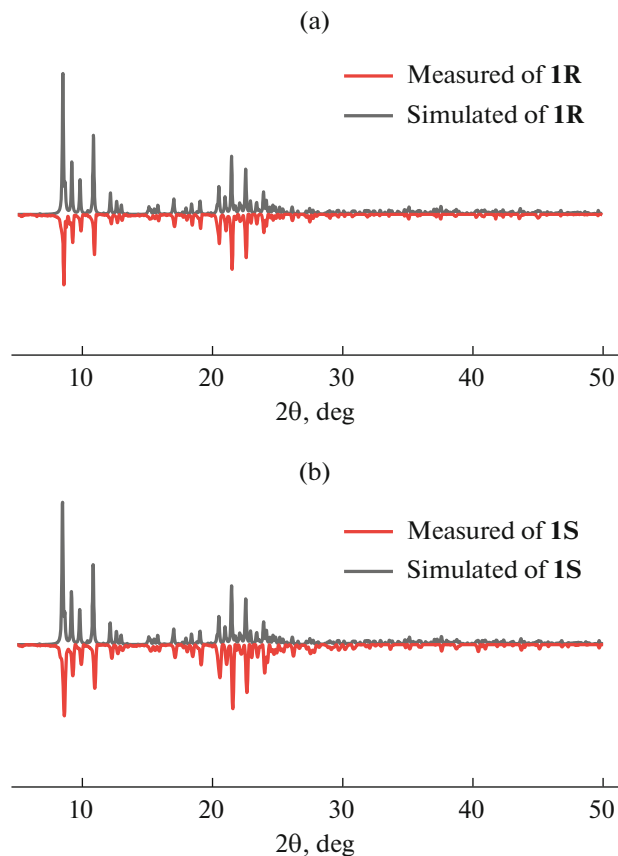 (a)
Measured of 1R
Simulated of 1R
10 20 30 40 50
2θ, deg
(b)
Measured of 1S
Simulated of 1S
10 20 30 40 50
2θ, deg